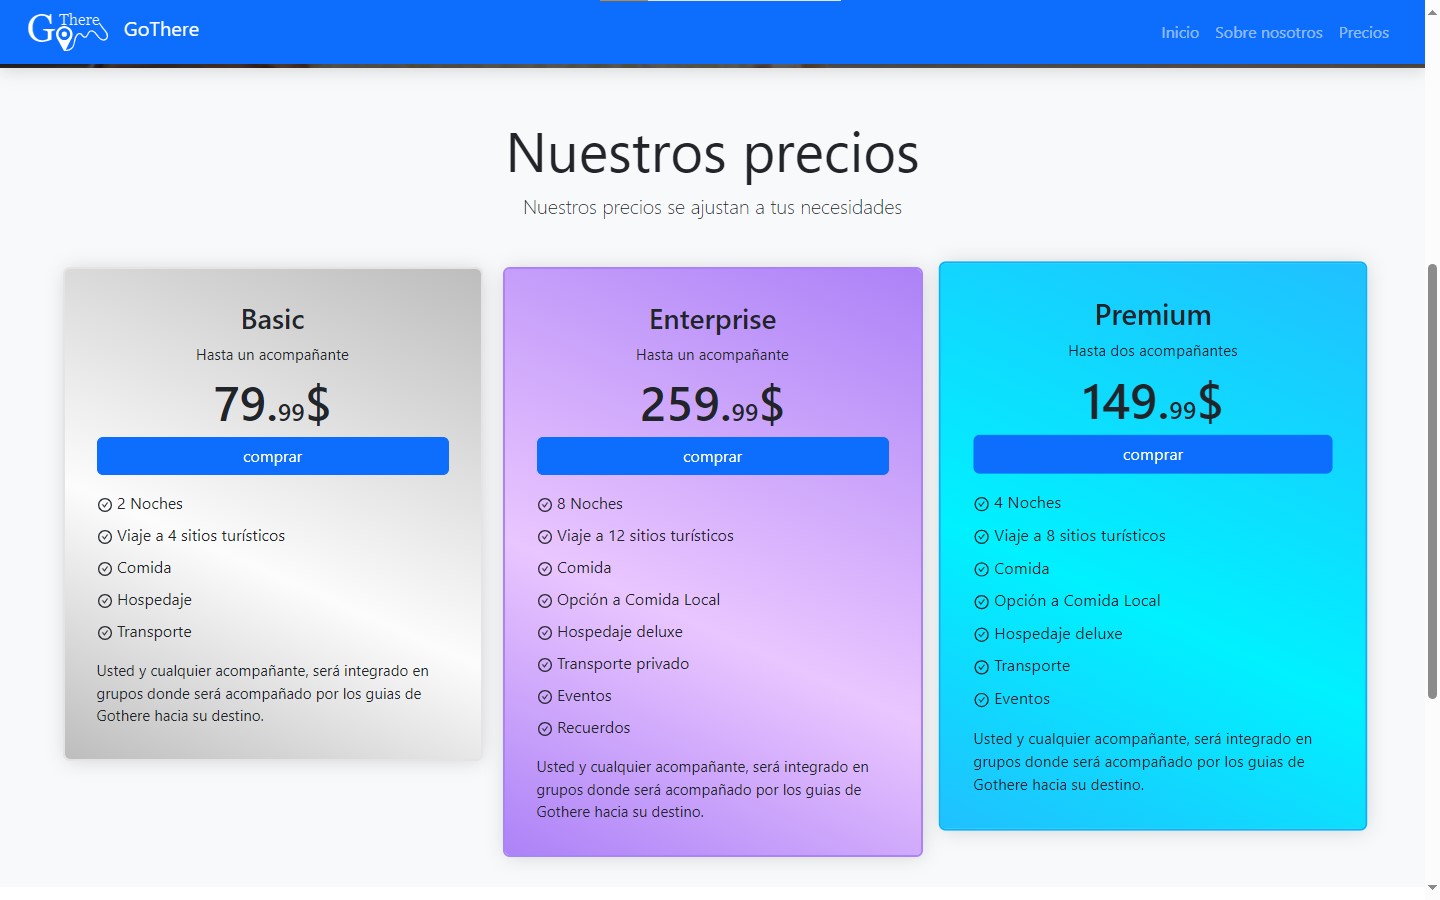 Go There
GoThere
Inicio
Sobre nosotros
Precios
Nuestros precios
Nuestros precios se ajustan a tus necesidades
Basic
Hasta un acompañante
79.99$
comprar
2 Noches
Viaje a 4 sitios turísticos
Comida
Hospedaje
Transporte
Usted y cualquier acompañante, será integrado en
grupos donde será acompañado por los guias de
Gothere hacia su destino.
Enterprise
Hasta un acompañante
259.99$
comprar
8 Noches
Viaje a 12 sitios turísticos
Comida
Opción a Comida Local
Hospedaje deluxe
Transporte privado
Eventos
Recuerdos
Usted y cualquier acompañante, será integrado en
grupos donde será acompañado por los guias de
Gothere hacia su destino.
Premium
Hasta dos acompañantes
149.99$
comprar
4 Noches
Viaje a 8 sitios turísticos
Comida
Opción a Comida Local
Hospedaje deluxe
Transporte
Eventos
Usted y cualquier acompañante, será integrado en
grupos donde será acompañado por los guias de
Gothere hacia su destino.